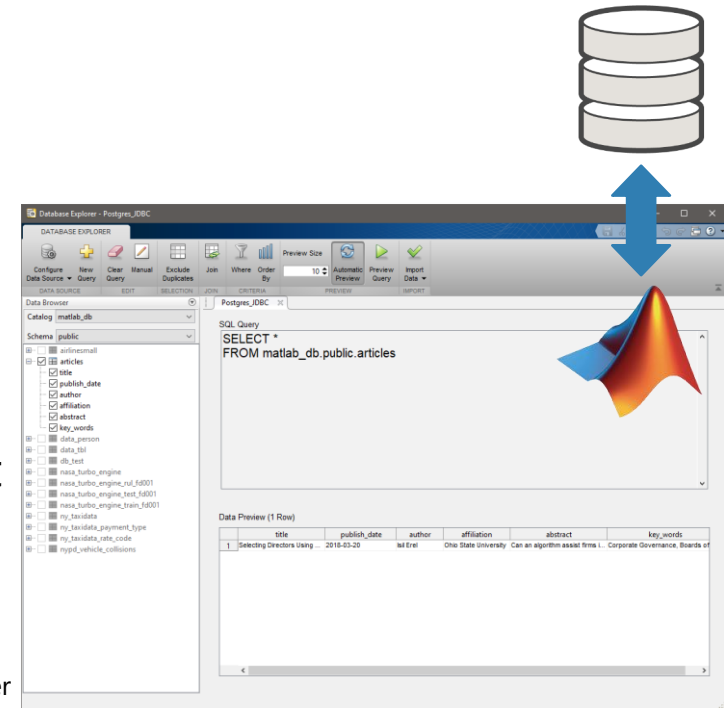 Database Explorer - Postgres_JDBC
DATABASE EXPLORER
Configure Data Source
New Query
Clear Query
Manual
Exclude Duplicates
Join
Where
Order By
Preview Size
10
Automatic Preview
Preview Query
Import Data
DATA SOURCE
EDIT
SELECTION
JOIN
CRITERIA
PREVIEW
IMPORT
Data Browser
Catalog matlab_db
Schema public
airlinesmall
articles
title
publish_date
author
affiliation
abstract
key_words
data_person
data_tbl
db_test
nasa_turbo_engine
nasa_turbo_engine_rul_fd001
nasa_turbo_engine_test_fd001
nasa_turbo_engine_train_fd001
ny_taxidata
ny_taxidata_payment_type
ny_taxidata_rate_code
nypd_vehicle_collisions
Postgres_JDBC
SQL Query
SELECT *
FROM matlab_db.public.articles
Data Preview (1 Row)
title publish_date author affiliation abstract key_words
1 Selecting Directors Using ... 2018-03-20 Isil Erel Ohio State University Can an algorithm assist firms i... Corporate Governance, Boards of